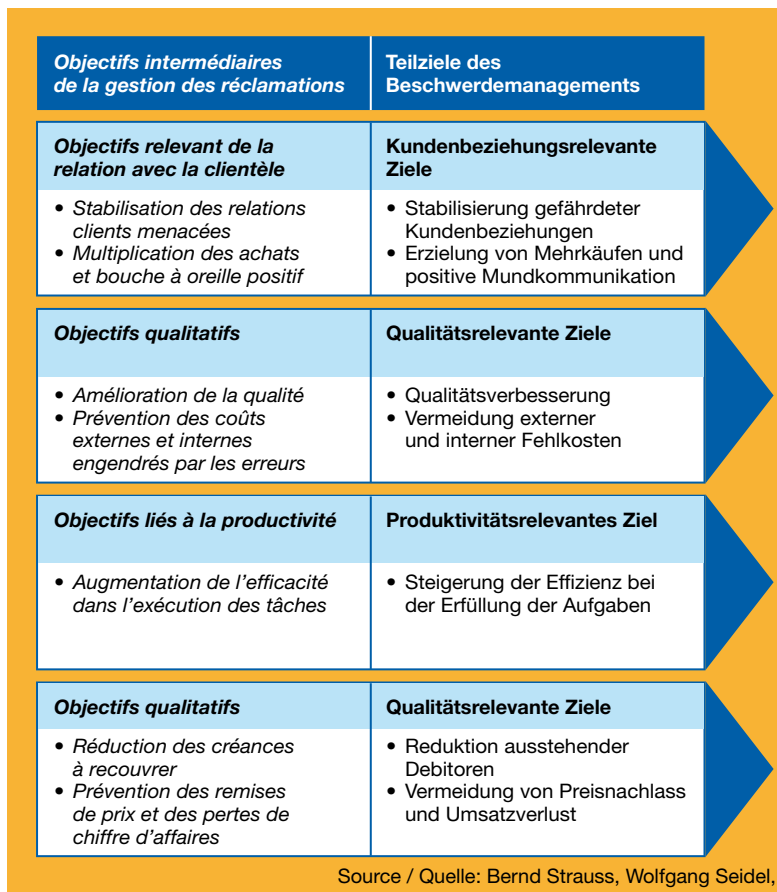 Objectifs intermédiaires
de la gestion des réclamations
Teilziele des
Beschwerdemanagements
Objectifs relevant de la
relation avec la clientèle
Kundenbeziehungsrelevante
Ziele
• Stabilisation des relations
clients menacées
• Multiplication des achats
et bouche à oreille positif
• Stabilisierung gefährdeter
Kundenbeziehungen
• Erzielung von Mehrkäufen und
positive Mundkommunikation
Objectifs qualitatifs
Qualitätsrelevante Ziele
• Amélioration de la qualité
• Prévention des coûts
externes et internes
engendrés par les erreurs
• Qualitätsverbesserung
• Vermeidung externer
und interner Fehlkosten
Objectifs liés à la productivité
Produktivitätsrelevantes Ziel
• Augmentation de l’efficacité
dans l’exécution des tâches
• Steigerung der Effizienz bei
der Erfüllung der Aufgaben
Objectifs qualitatifs
Qualitätsrelevante Ziele
• Réduction des créances
à recouvrer
• Prévention des remises
de prix et des pertes de
chiffre d’affaires
• Reduktion ausstehender
Debitoren
• Vermeidung von Preisnachlass
und Umsatzverlust
Source / Quelle: Bernd Strauss, Wolfgang Seidel,